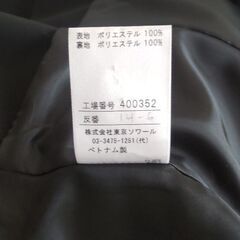 表地 ポリエステル 100%
裏地 ポリエステル 100%
工場番号 400352
反番 14-6
株式会社東京ソワール
03-3475-1251(代)
ベトナム製